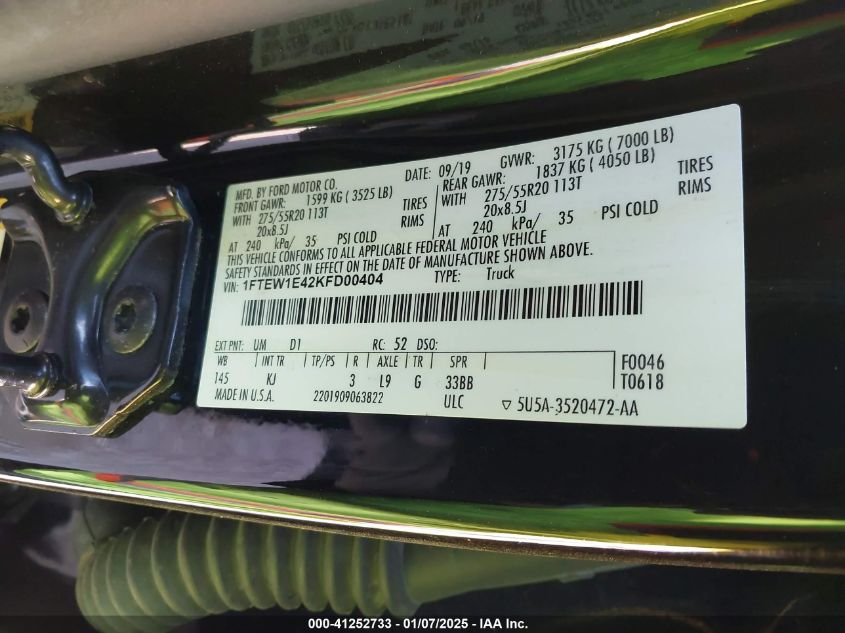 MFD. BY FORD MOTOR CO. DATE: 09/19 GVWR: 3175 KG ( 7000 LB)
FRONT GAWR: 1599 KG ( 3525 LB) REAR GAWR: 1837 KG ( 4050 LB)
WITH 275/55R20 113T TIRES WITH 275/55R20 113T TIRES
20x8.5J RIMS 20x8.5J RIMS
AT 240 kPa/ 35 PSI COLD AT 240 kPa/ 35 PSI COLD
THIS VEHICLE CONFORMS TO ALL APPLICABLE FEDERAL MOTOR VEHICLE
SAFETY STANDARDS IN EFFECT ON THE DATE OF MANUFACTURE SHOWN ABOVE.
VIN: 1FTEW1E42KFD00404 TYPE: Truck
EXT PNT: UM D1 RC: 52 DSO:
WB INT TR TP/PS R AXLE TR SPR F0046
145 KJ 3 L9 G 33BB T0618
MADE IN U.S.A. 2201909063822 ULC ▽ 5U5A-3520472-AA
000-41252733 - 01/07/2025 - IAA Inc.